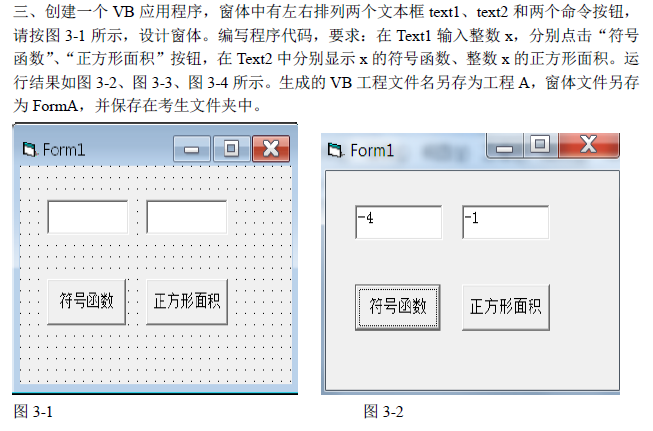 三、创建一个 VB 应用程序，窗体中有左右排列两个文本框 text1、text2 和两个命令按钮，
请按图 3-1 所示，设计窗体。编写程序代码，要求：在 Text1 输入整数 x，分别点击“符号
函数”、“正方形面积”按钮，在 Text2 中分别显示 x 的符号函数、整数 x 的正方形面积。运
行结果如图 3-2、图 3-3、图 3-4 所示。生成的 VB 工程文件名另存为工程 A，窗体文件另存
为 FormA，并保存在考生文件夹中。
Form1
符号函数 正方形面积
Form1
-4 -1
符号函数 正方形面积
图 3-1 图 3-2